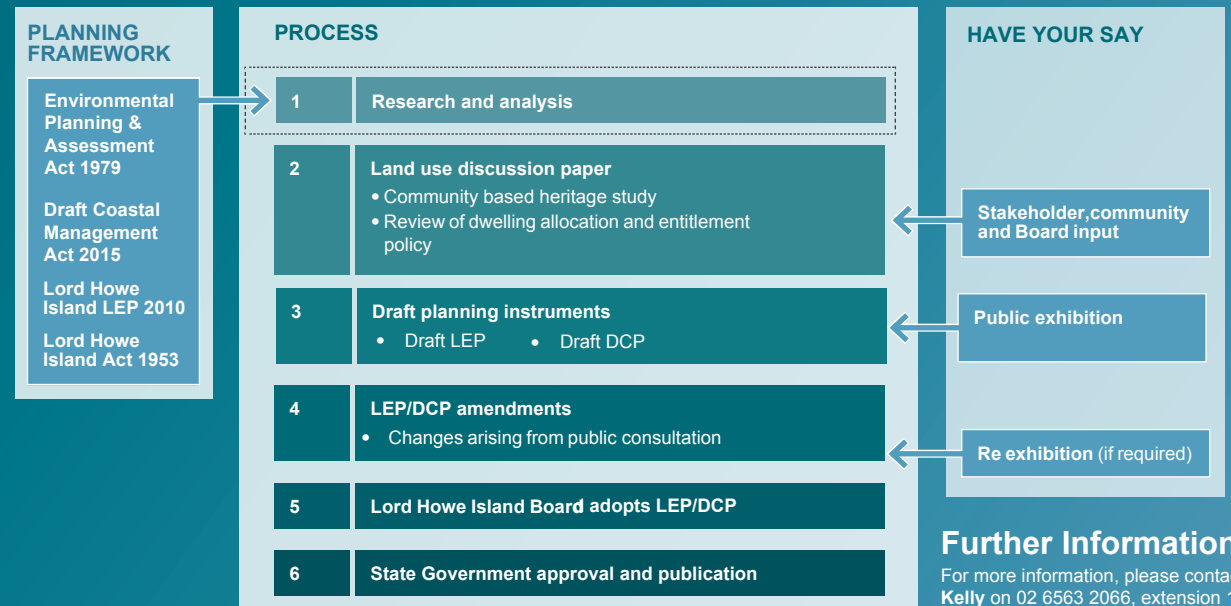 PLANNING
FRAMEWORK
Environmental
Planning &
Assessment
Act 1979
Draft Coastal
Management
Act 2015
Lord Howe
Island LEP 2010
Lord Howe
Island Act 1953
PROCESS
1 Research and analysis
2 Land use discussion paper
• Community based heritage study
• Review of dwelling allocation and entitlement
policy
3 Draft planning instruments
• Draft LEP • Draft DCP
4 LEP/DCP amendments
• Changes arising from public consultation
5 Lord Howe Island Board adopts LEP/DCP
6 State Government approval and publication
HAVE YOUR SAY
Stakeholder,community
and Board input
Public exhibition
Re exhibition (if required)
Further Information
For more information, please conta
Kelly on 02 6563 2066, extension